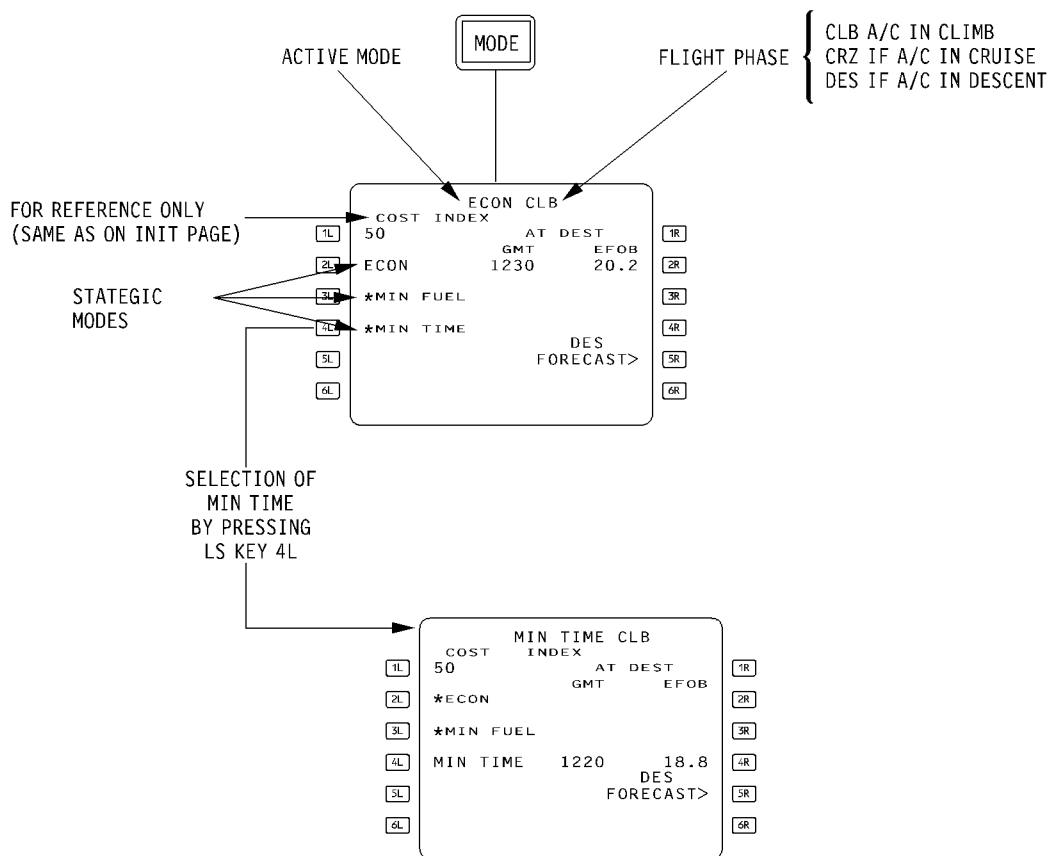 MODE
ACTIVE MODE
FLIGHT PHASE
CLB A/C IN CLIMB
CRZ IF A/C IN CRUISE
DES IF A/C IN DESCENT
FOR REFERENCE ONLY
(SAME AS ON INIT PAGE)
STATEGIC
MODES
ECON CLB
COST INDEX
1L 50 AT DEST 1R
GMT EFOB
2L ECON 1230 20.2 2R
3L *MIN FUEL 3R
4L *MIN TIME 4R
DES
5L FORECAST> 5R
6L 6R
SELECTION OF
MIN TIME
BY PRESSING
LS KEY 4L
MIN TIME CLB
COST INDEX
1L 50 AT DEST 1R
GMT EFOB
2L *ECON 2R
3L *MIN FUEL 3R
4L MIN TIME 1220 18.8 4R
DES
5L FORECAST> 5R
6L 6R